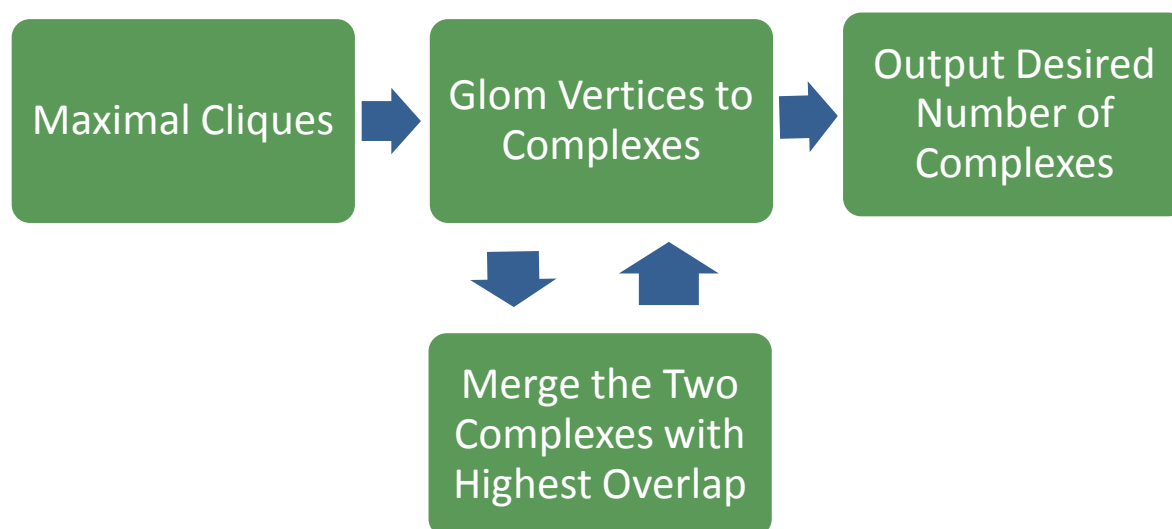 Maximal Cliques
Glom Vertices to
Complexes
Output Desired
Number of
Complexes
Merge the Two
Complexes with
Highest Overlap